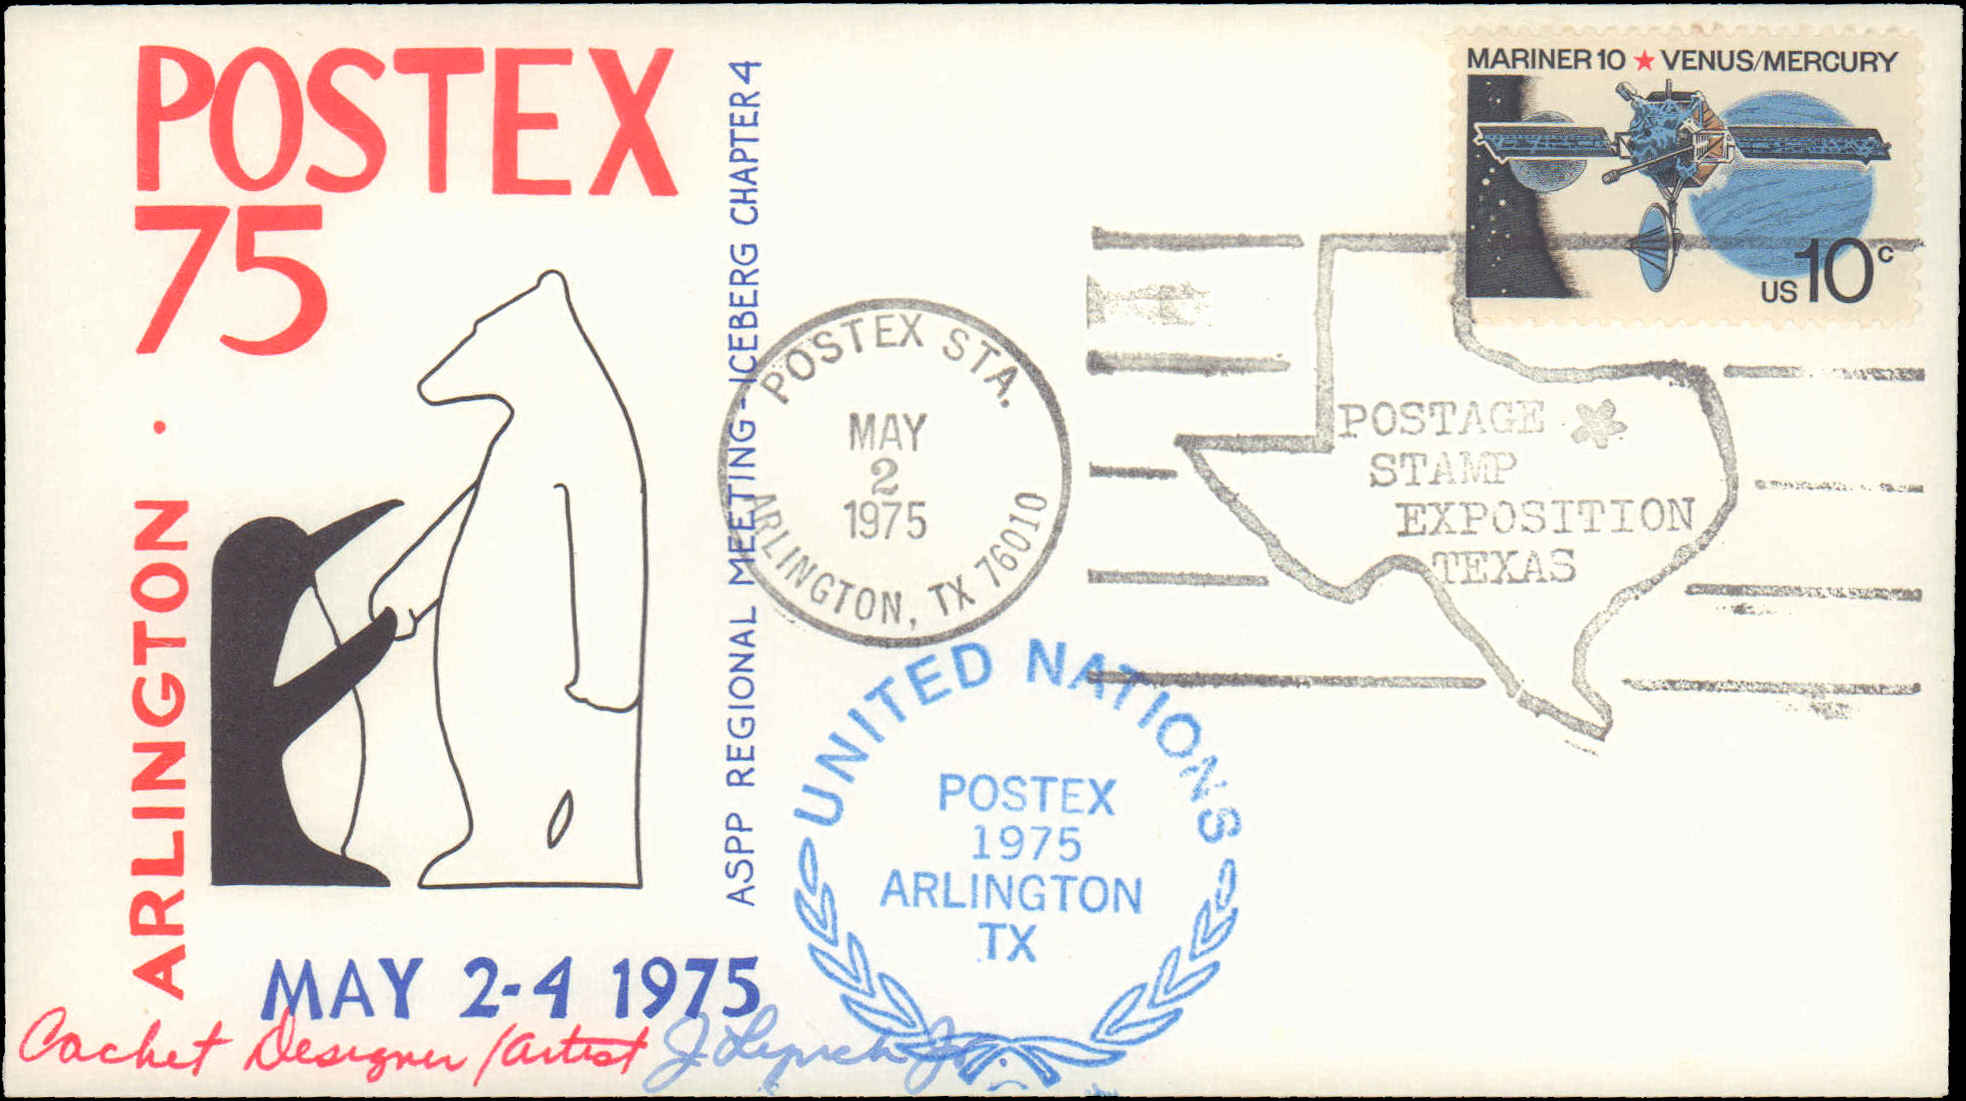 POSTEX
75
ARLINGTON ·
ASPP REGIONAL MEETING - ICEBERG CHAPTER 4
MAY 2-4 1975
Cachet Designer/Artist J Lynch Jr.
POSTEX STA.
MAY
2
1975
ARLINGTON, TX 76010
MARINER 10 ★ VENUS/MERCURY
US 10c
POSTAGE
STAMP
EXPOSITION
TEXAS
UNITED NATIONS
POSTEX
1975
ARLINGTON
TX